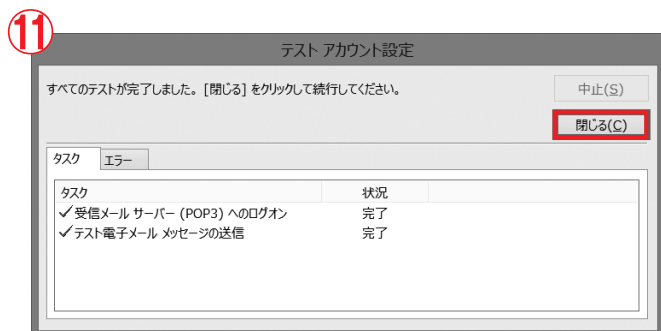 ⑪
テスト アカウント設定
すべてのテストが完了しました。[閉じる] をクリックして続行してください。
中止(S)
閉じる(C)
タスク エラー
タスク 状況
✓受信メール サーバー (POP3) へのログオン 完了
✓テスト電子メール メッセージの送信 完了